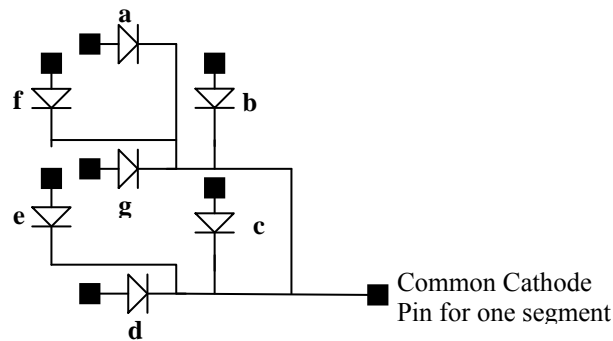 a
f
b
g
e
c
Common Cathode
Pin for one segment
d